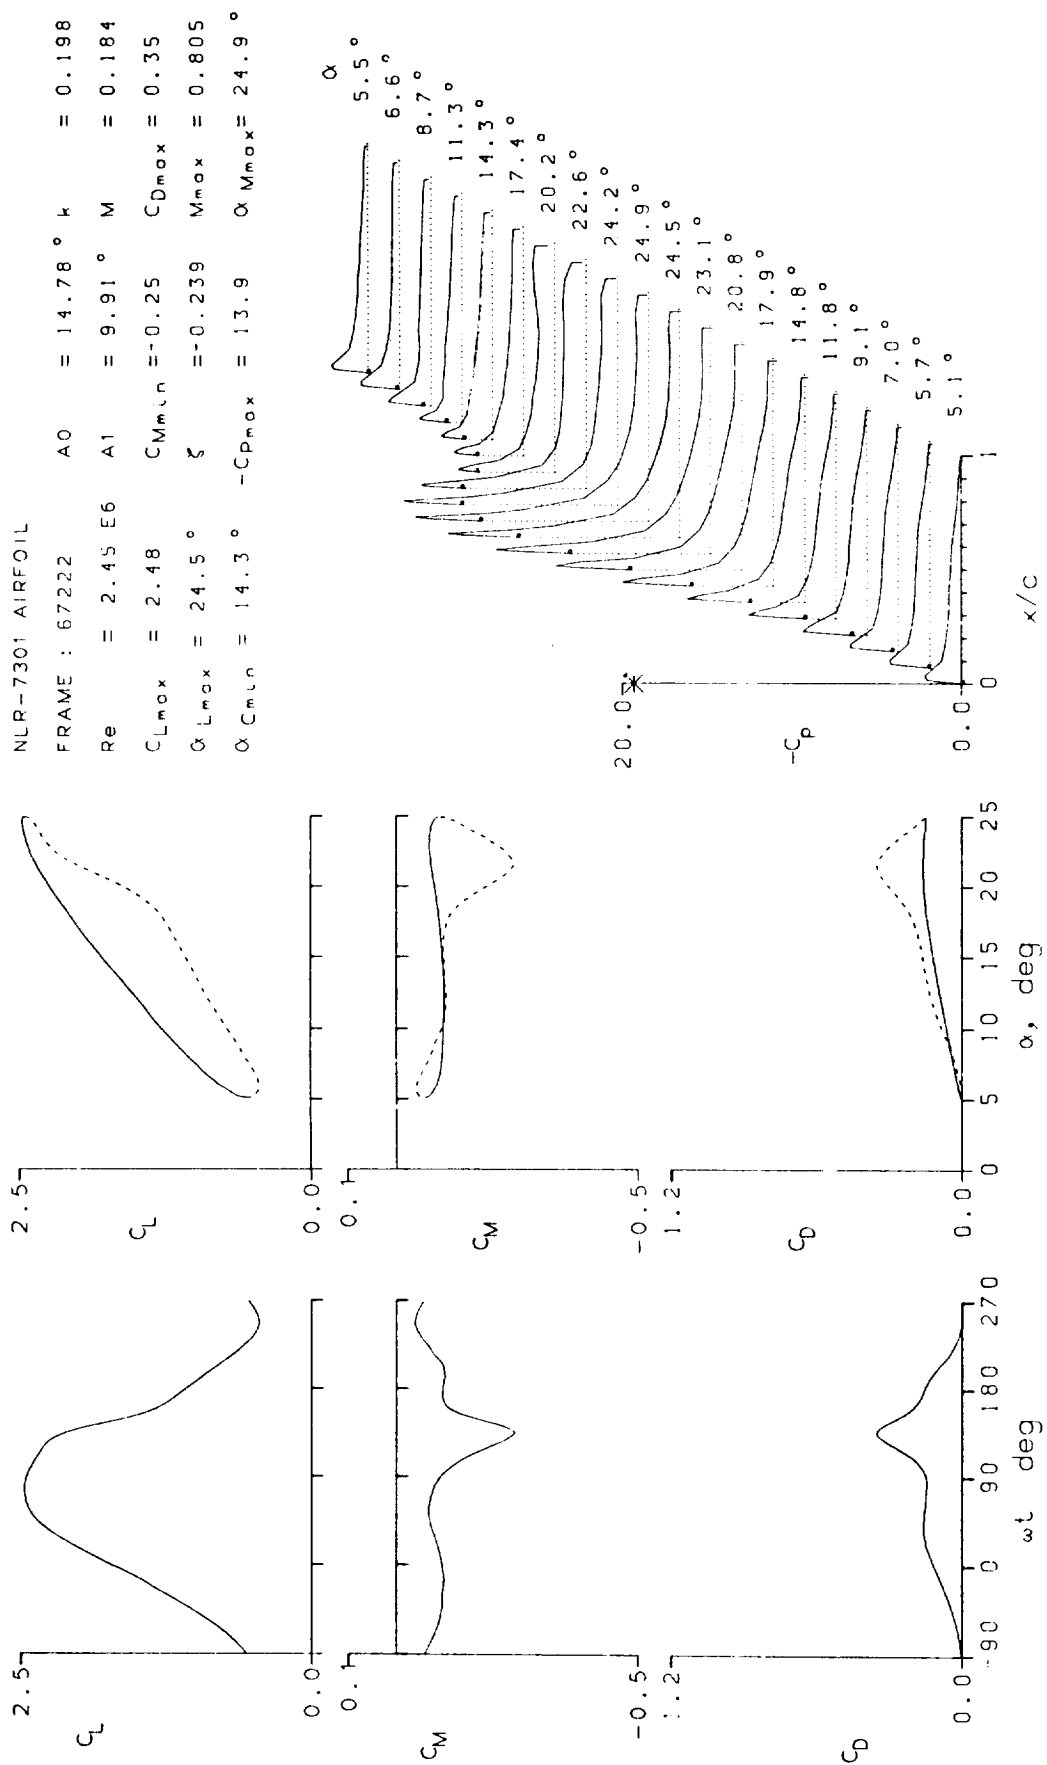 NLR-7301 AIRFOIL
FRAME : 67222 A0 = 14.78° k = 0.198
Re = 2.45 E6 A1 = 9.91° M = 0.184
CLmax = 2.48 CMmin =-0.25 CDmax = 0.35
αLmax = 24.5° ζ =-0.239 Mmax = 0.805
αCmin = 14.3° -CPmax = 13.9 αMmax= 24.9°
2.5
CL
0.0
0.1
CM
-0.5
1.2
CD
0.0
-90 0 90 180 270
ωt deg
2.5
CL
0.0
0.1
CM
-0.5
1.2
CD
0.0
0 5 10 15 20 25
α, deg
α
5.5°
6.6°
8.7°
11.3°
14.3°
17.4°
20.2°
22.6°
24.2°
24.9°
24.5°
23.1°
20.8°
17.9°
14.8°
11.8°
9.1°
7.0°
5.7°
5.1°
20.0
-Cp
0.0
0 1
x/c